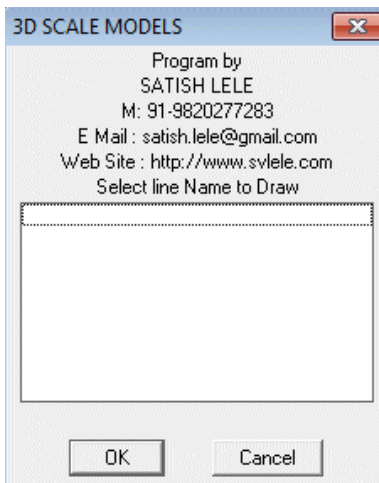 3D SCALE MODELS
Program by
SATISH LELE
M: 91-9820277283
E Mail : satish.lele@gmail.com
Web Site : http://www.svlele.com
Select line Name to Draw
OK
Cancel